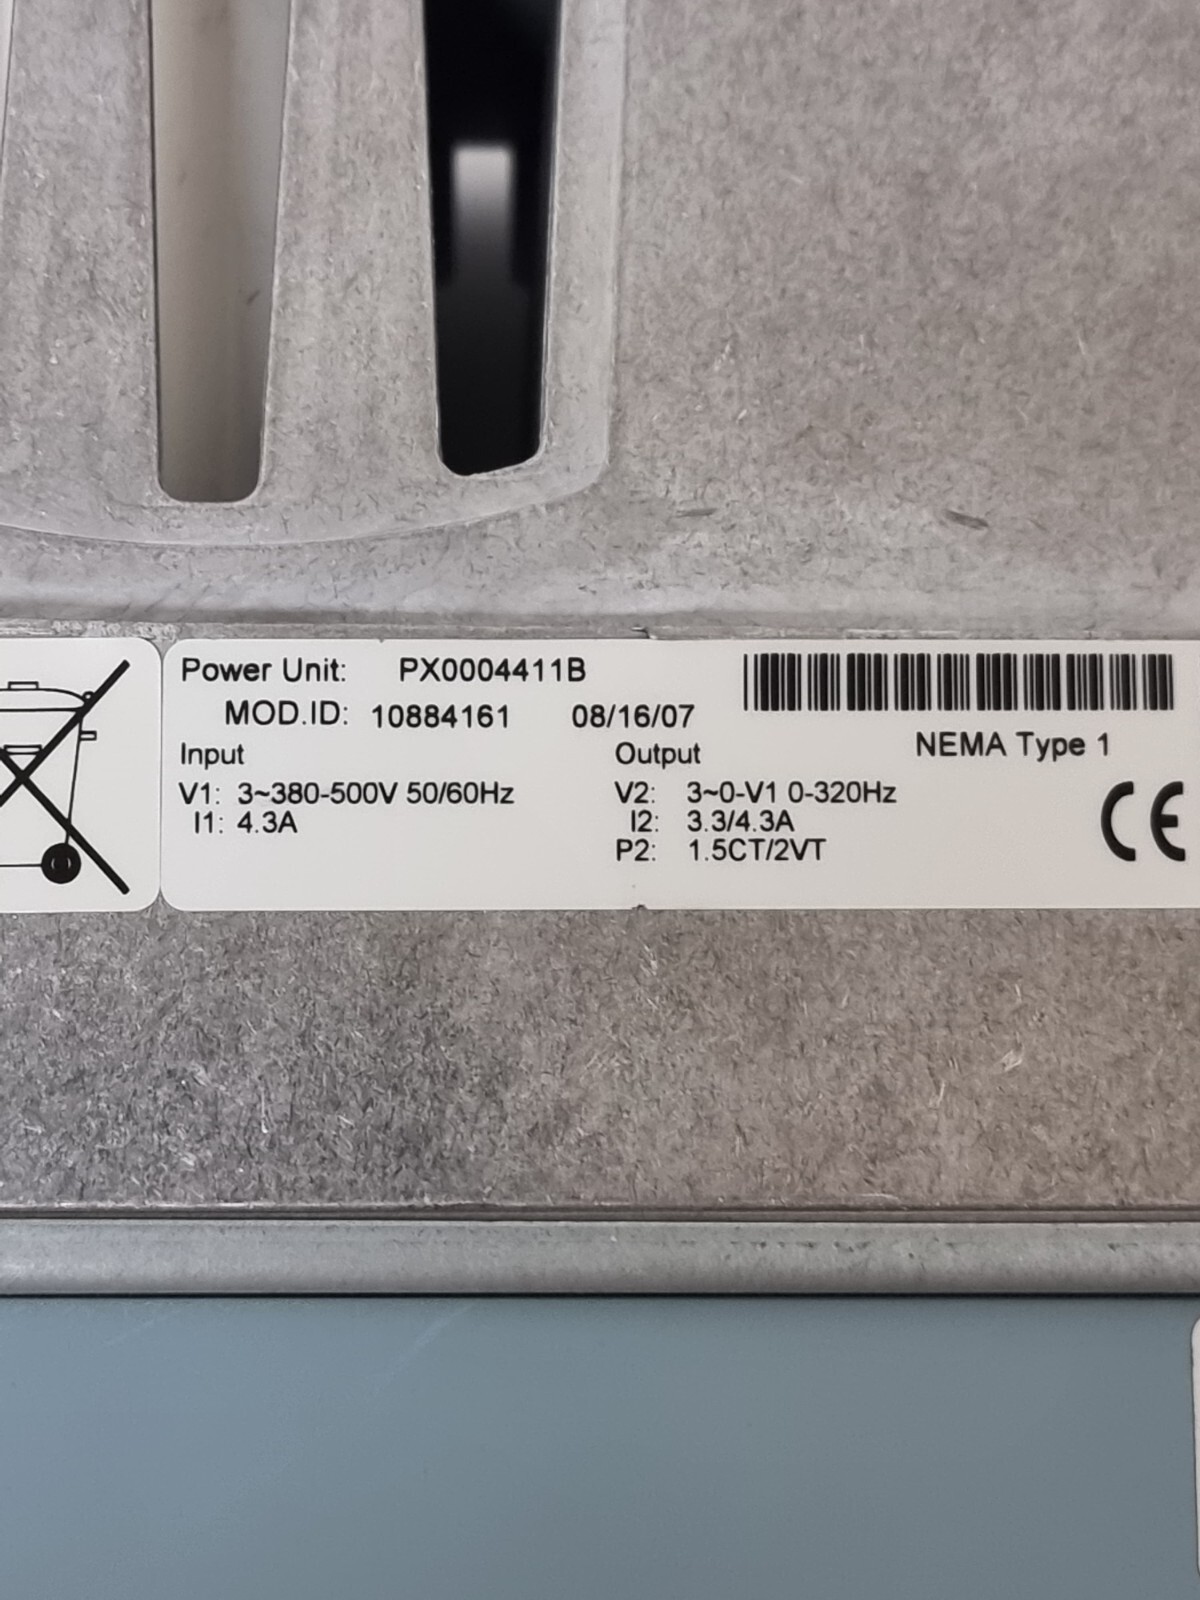 Power Unit: PX0004411B
MOD.ID: 10884161 08/16/07
NEMA Type 1
Input
V1: 3~380-500V 50/60Hz
I1: 4.3A
Output
V2: 3~0-V1 0-320Hz
I2: 3.3/4.3A
P2: 1.5CT/2VT
CE